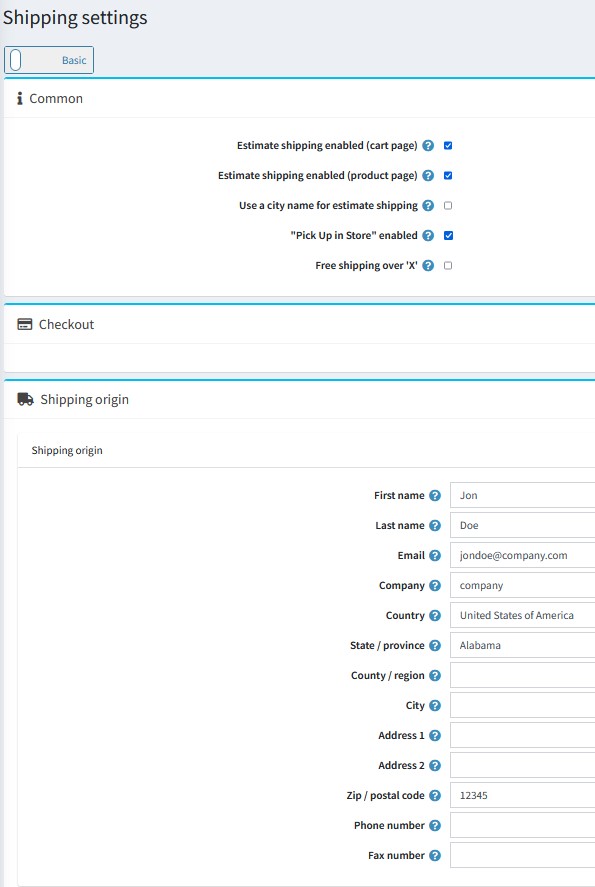 Shipping settings
Basic
Common
Estimate shipping enabled (cart page)
Estimate shipping enabled (product page)
Use a city name for estimate shipping
"Pick Up in Store" enabled
Free shipping over 'X'
Checkout
Shipping origin
Shipping origin
First name Jon
Last name Doe
Email jondoe@company.com
Company company
Country United States of America
State / province Alabama
County / region
City
Address 1
Address 2
Zip / postal code 12345
Phone number
Fax number